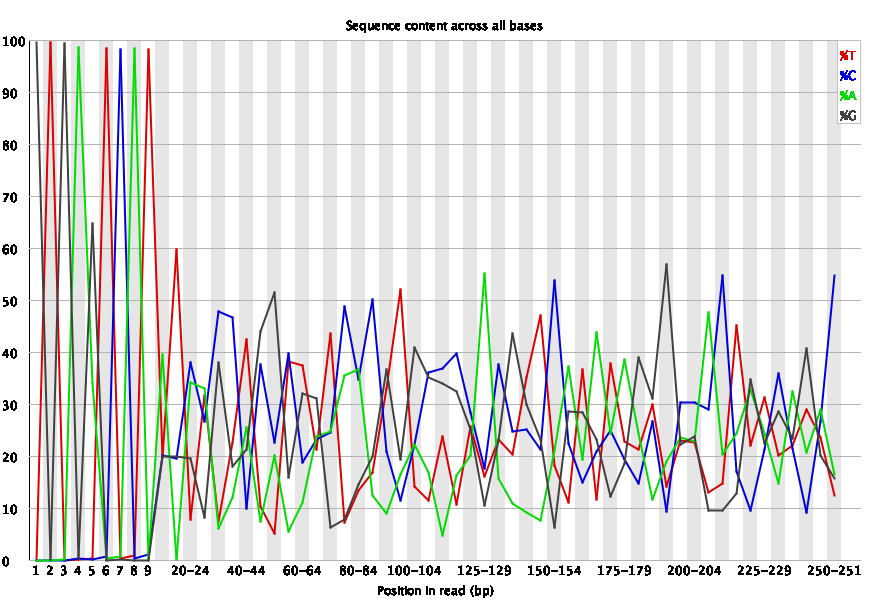 Sequence content across all bases
100
90
80
70
60
50
40
30
20
10
0
%T
%C
%A
%G
1 2 3 4 5 6 7 8 9 20-24 40-44 60-64 80-84 100-104 125-129 150-154 175-179 200-204 225-229 250-251
Position in read (bp)